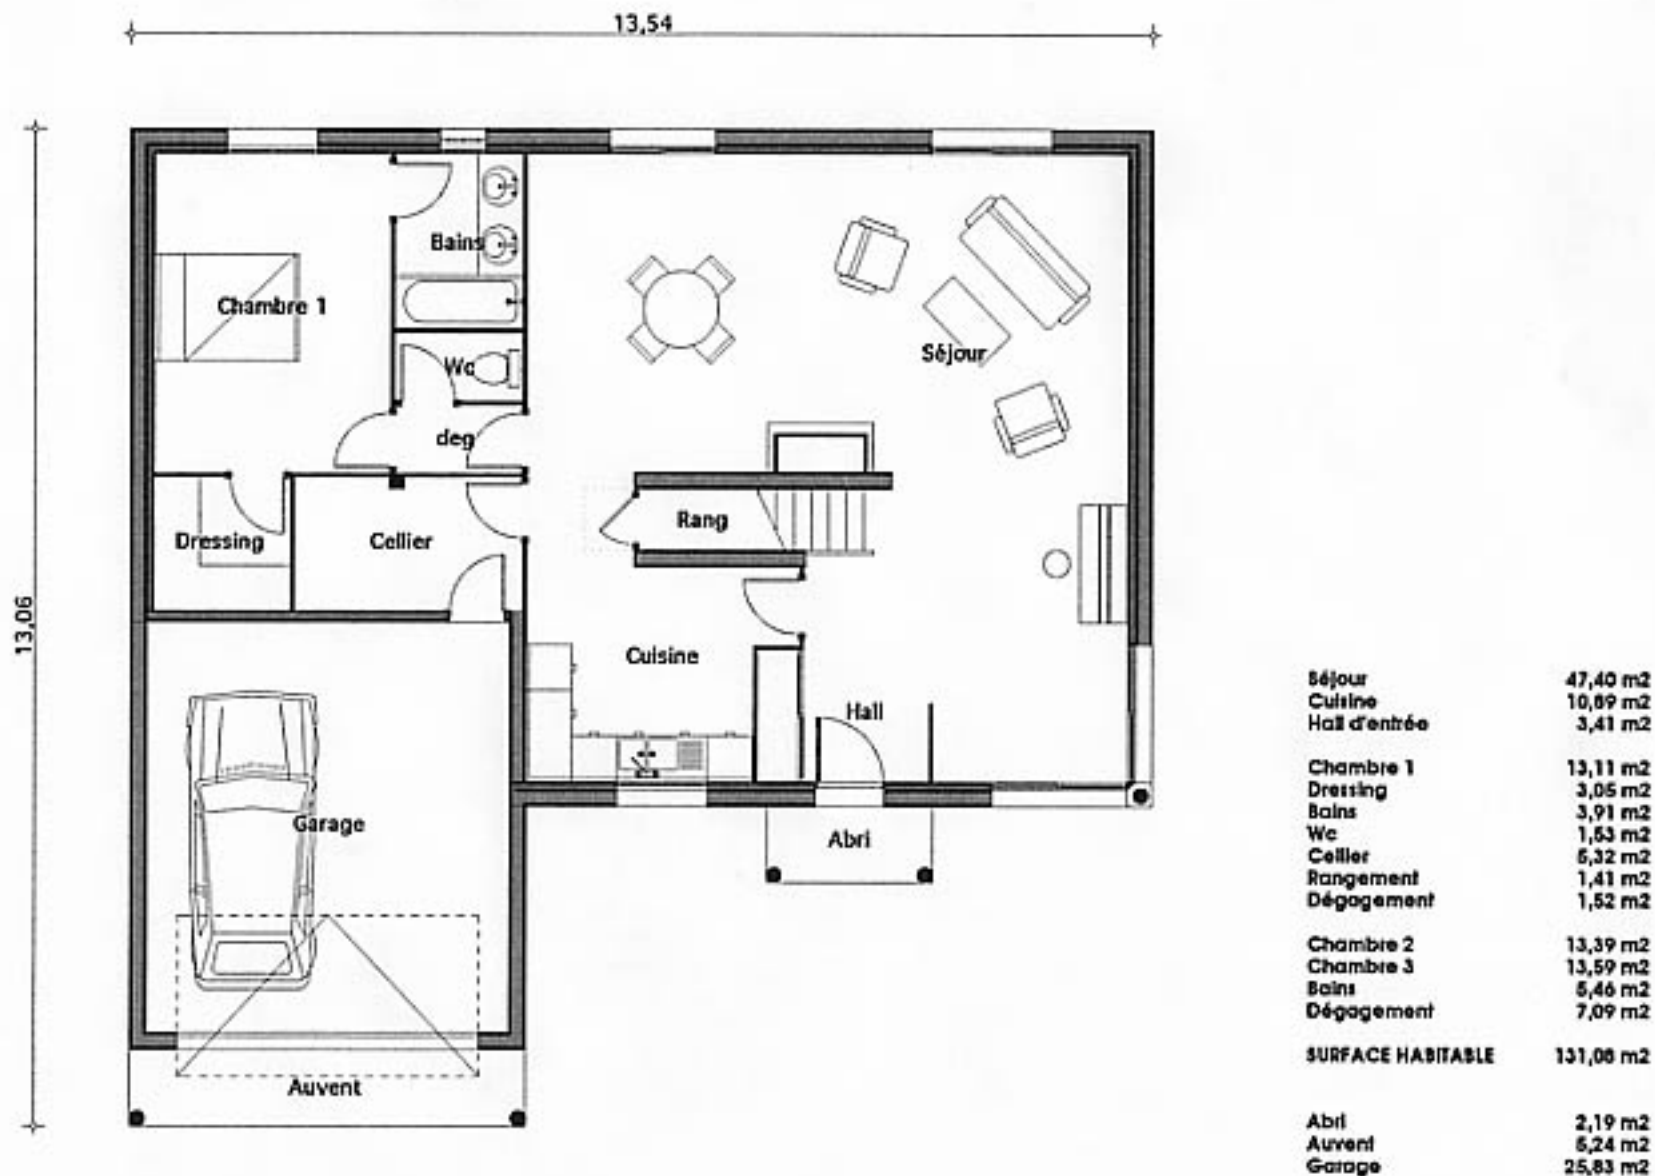 13,54
13,06
Bains
Chambre 1
Wc
Séjour
deg
Rang
Dressing
Cellier
Cuisine
Hall
Garage
Abri
Auvent
Séjour 47,40 m2
Cuisine 10,89 m2
Hall d'entrée 3,41 m2
Chambre 1 13,11 m2
Dressing 3,05 m2
Bains 3,91 m2
Wc 1,53 m2
Cellier 5,32 m2
Rangement 1,41 m2
Dégagement 1,52 m2
Chambre 2 13,39 m2
Chambre 3 13,59 m2
Bains 5,46 m2
Dégagement 7,09 m2
SURFACE HABITABLE 131,08 m2
Abri 2,19 m2
Auvent 5,24 m2
Garage 25,83 m2